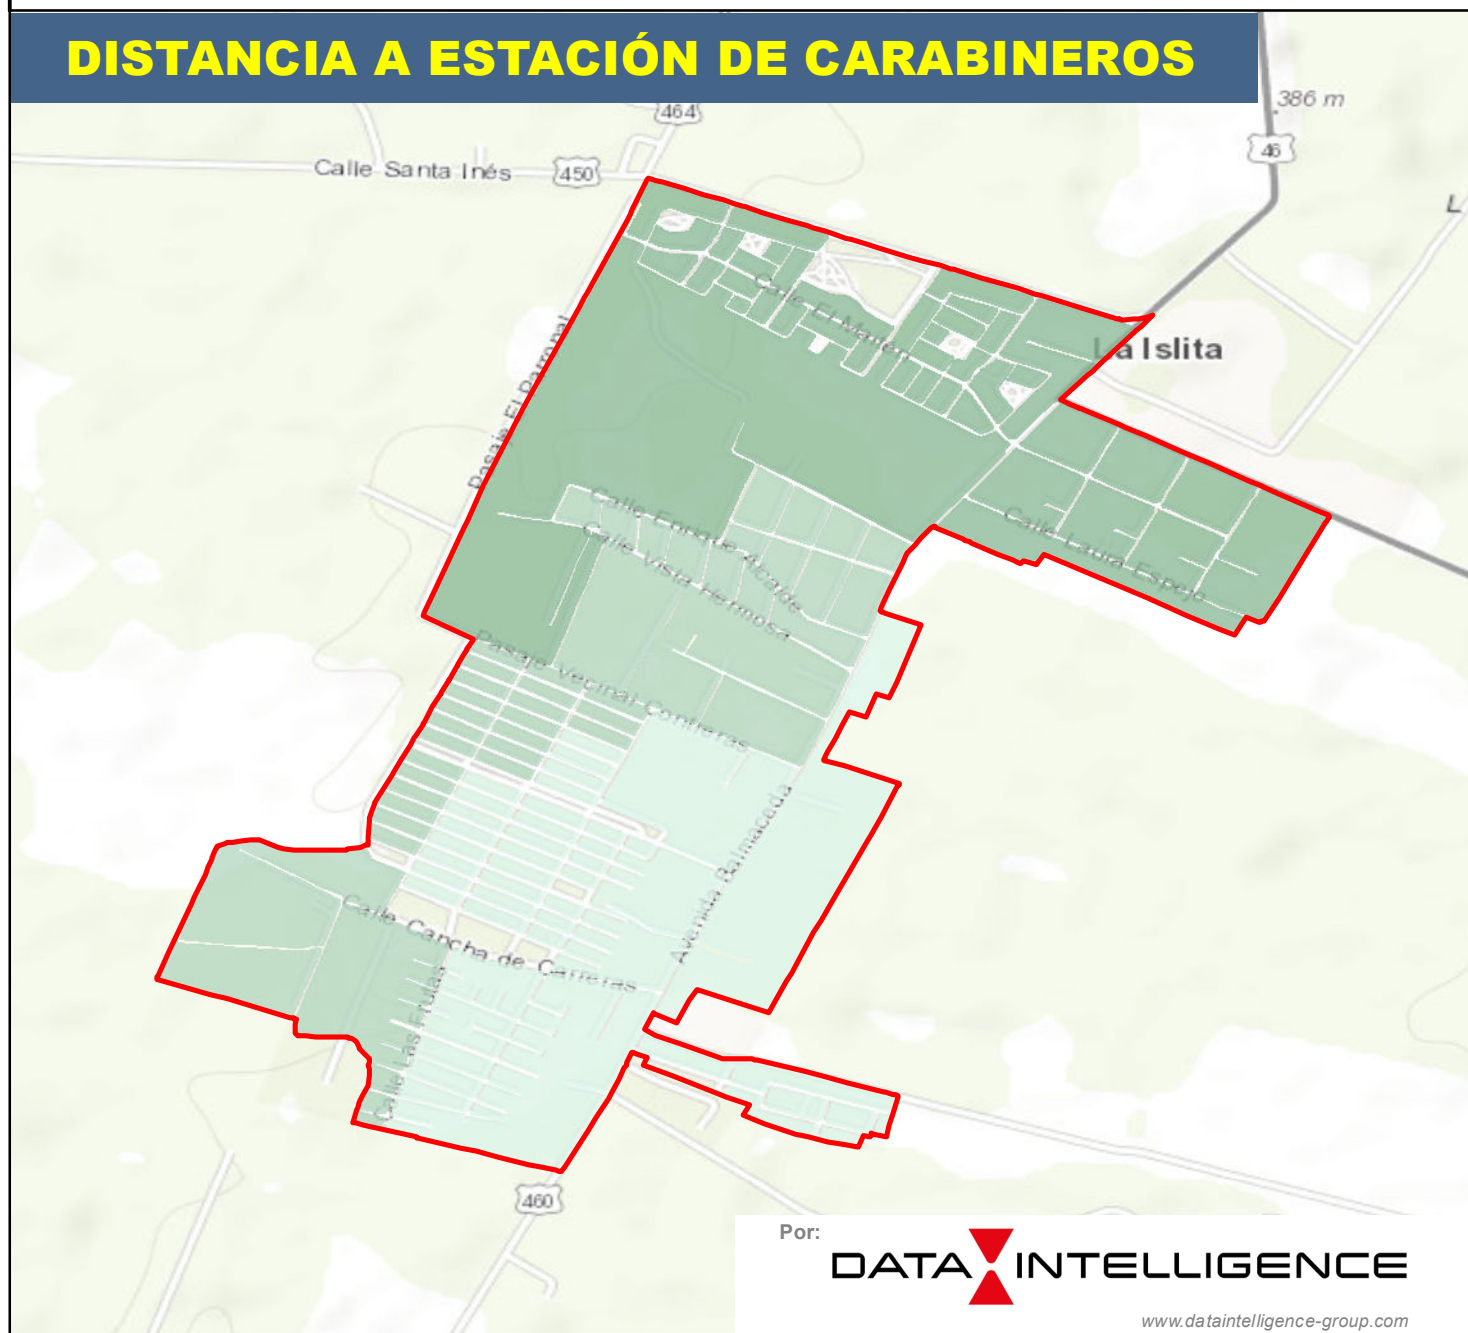 DISTANCIA A ESTACIÓN DE CARABINEROS
386 m
464
46
Calle Santa Inés
450
L
Calle El Maitén
La Islita
Pasaje El Parronal
Calle Enrique Alcalde
Calle Vista Hermosa
Calle Laura Espejo
Pasaje Vecinal Contreras
Avenida Balmaceda
Calle Cancha de Carreras
Calle Las Frutas
460
Por:
DATA INTELLIGENCE
www.dataintelligence-group.com